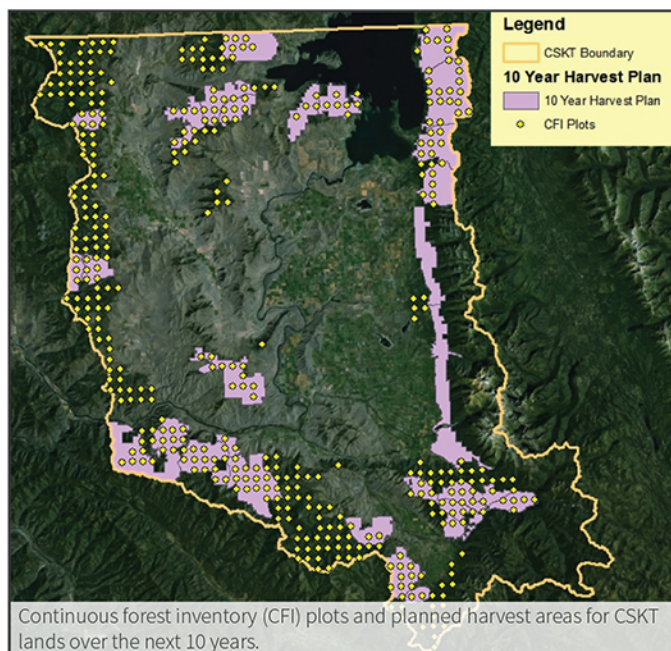 Legend
CSKT Boundary
10 Year Harvest Plan
10 Year Harvest Plan
CFI Plots
Continuous forest inventory (CFI) plots and planned harvest areas for CSKT
lands over the next 10 years.